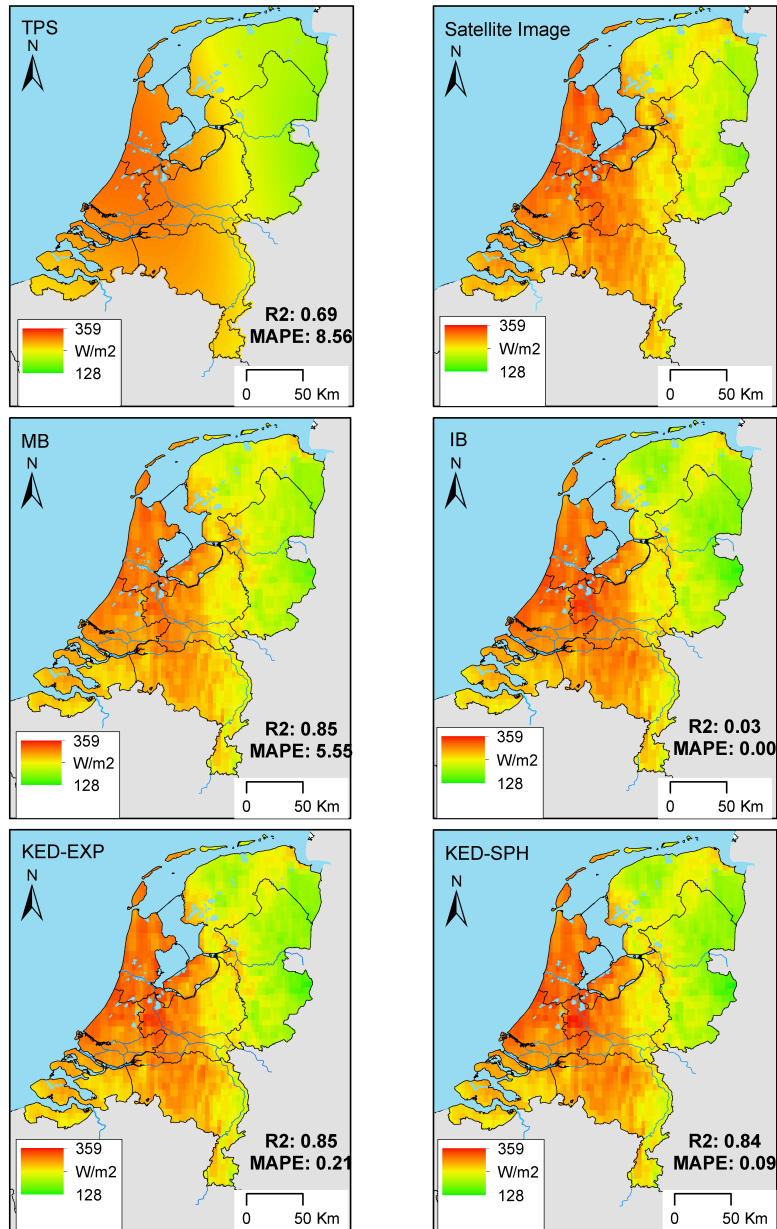 TPS
N
R2: 0.69
MAPE: 8.56
359
W/m2
128
0 50 Km
Satellite Image
N
359
W/m2
128
0 50 Km
MB
N
R2: 0.85
MAPE: 5.55
359
W/m2
128
0 50 Km
IB
N
R2: 0.03
MAPE: 0.00
359
W/m2
128
0 50 Km
KED-EXP
N
R2: 0.85
MAPE: 0.21
359
W/m2
128
0 50 Km
KED-SPH
N
R2: 0.84
MAPE: 0.09
359
W/m2
128
0 50 Km